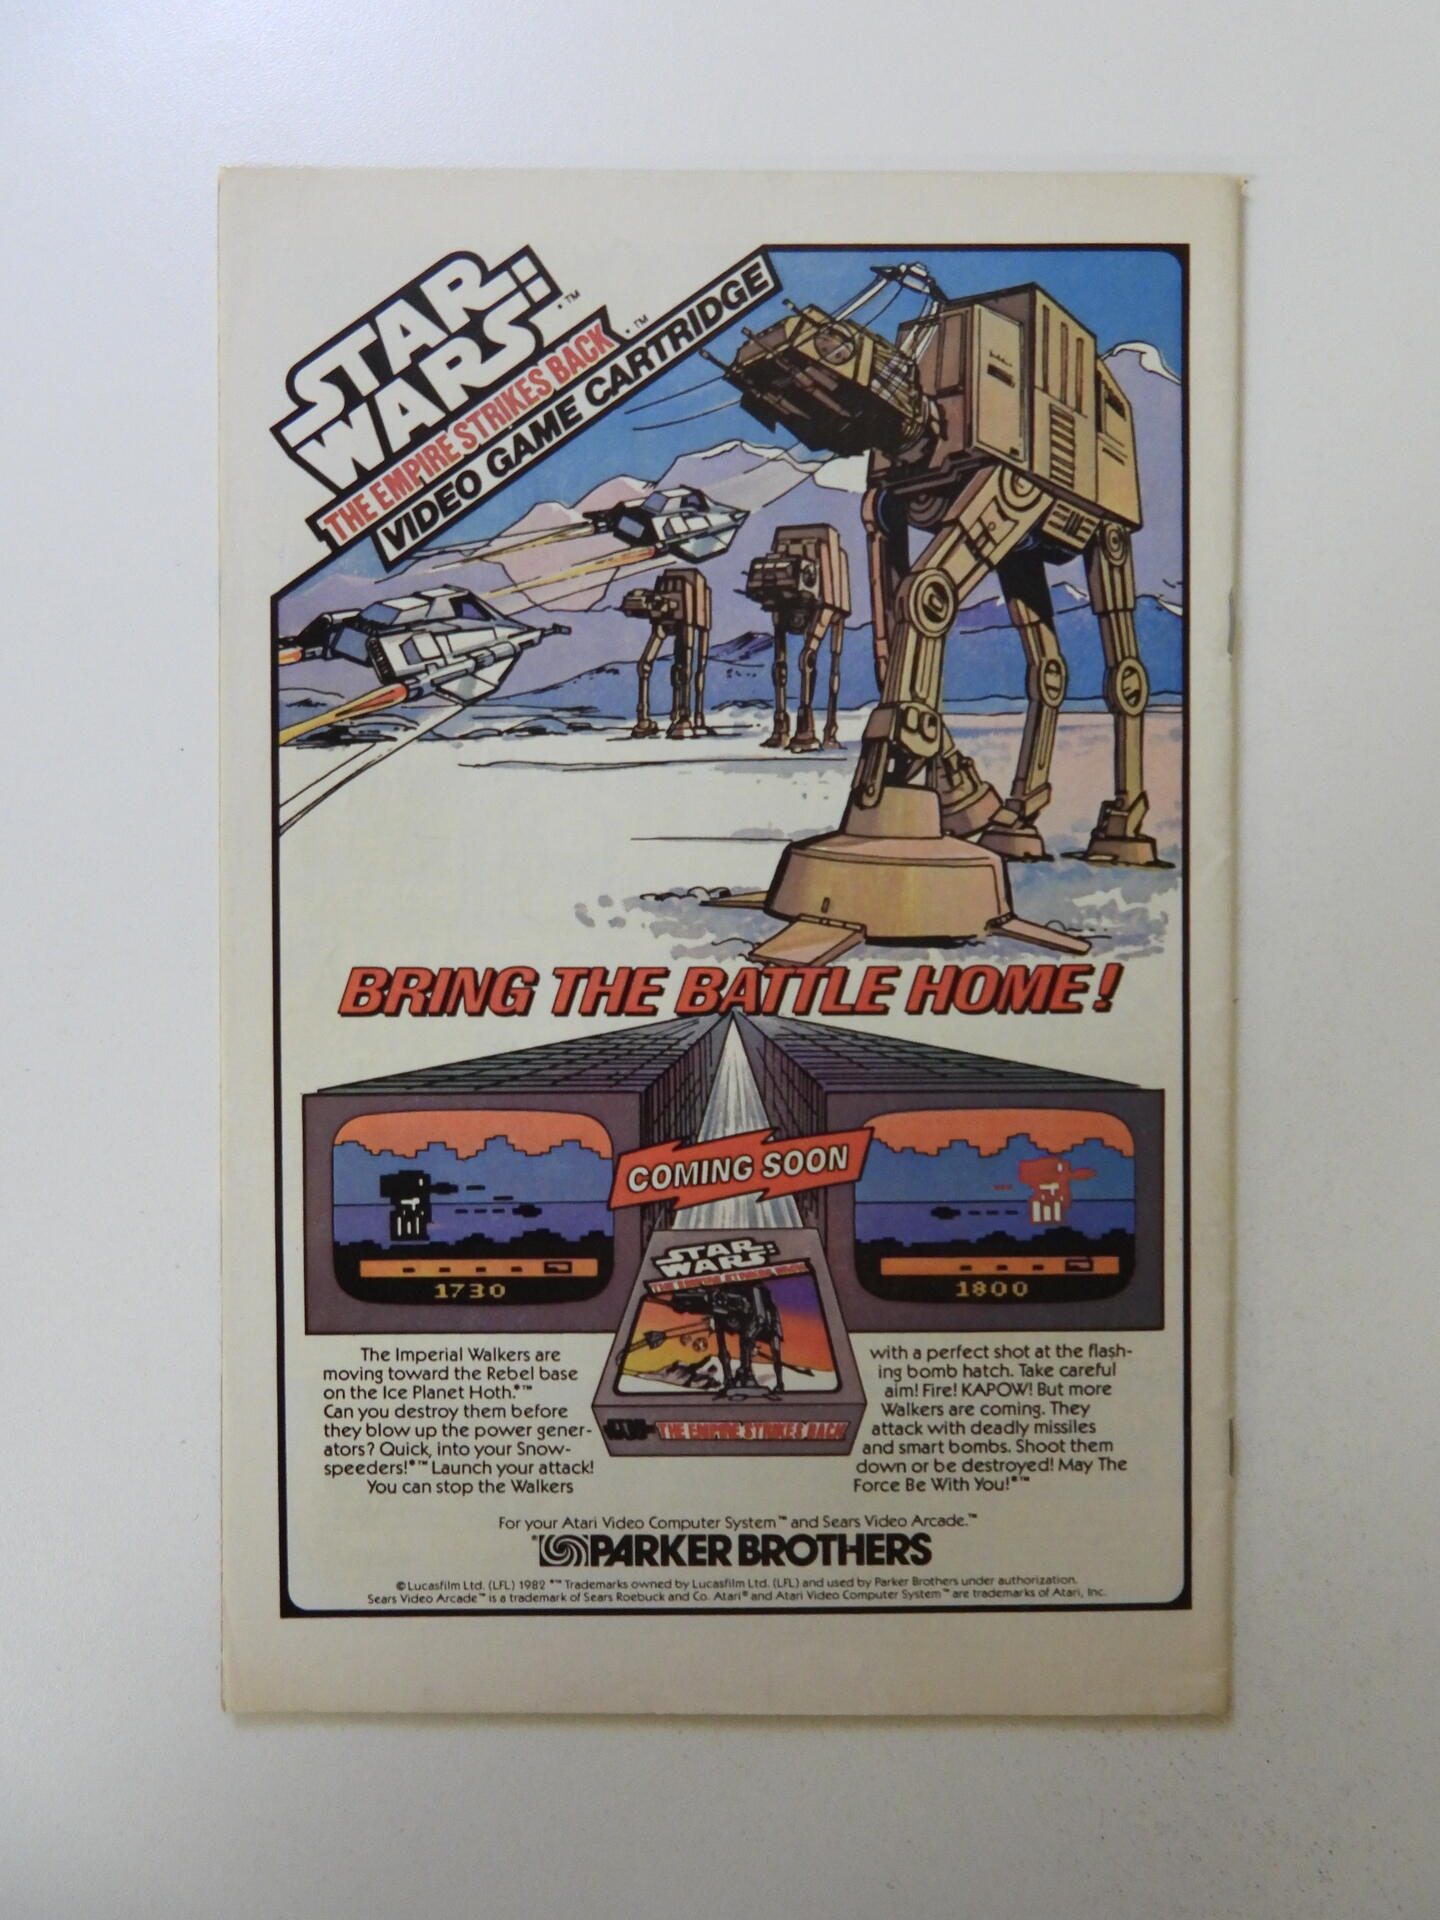 STAR
WARS:®™
THE EMPIRE STRIKES BACK®™
VIDEO GAME CARTRIDGE
BRING THE BATTLE HOME!
COMING SOON
1730
1800
STAR
WARS:
THE EMPIRE STRIKES BACK
THE EMPIRE STRIKES BACK
The Imperial Walkers are
moving toward the Rebel base
on the Ice Planet Hoth.®™
Can you destroy them before
they blow up the power gener-
ators? Quick, into your Snow-
speeders!®™ Launch your attack!
You can stop the Walkers
with a perfect shot at the flash-
ing bomb hatch. Take careful
aim! Fire! KAPOW! But more
Walkers are coming. They
attack with deadly missiles
and smart bombs. Shoot them
down or be destroyed! May The
Force Be With You!®™
For your Atari Video Computer System™ and Sears Video Arcade.™
PARKER BROTHERS
© Lucasfilm Ltd. (LFL) 1982 ®™ Trademarks owned by Lucasfilm Ltd. (LFL) and used by Parker Brothers under authorization.
Sears Video Arcade™ is a trademark of Sears Roebuck and Co. Atari® and Atari Video Computer System™ are trademarks of Atari, Inc.